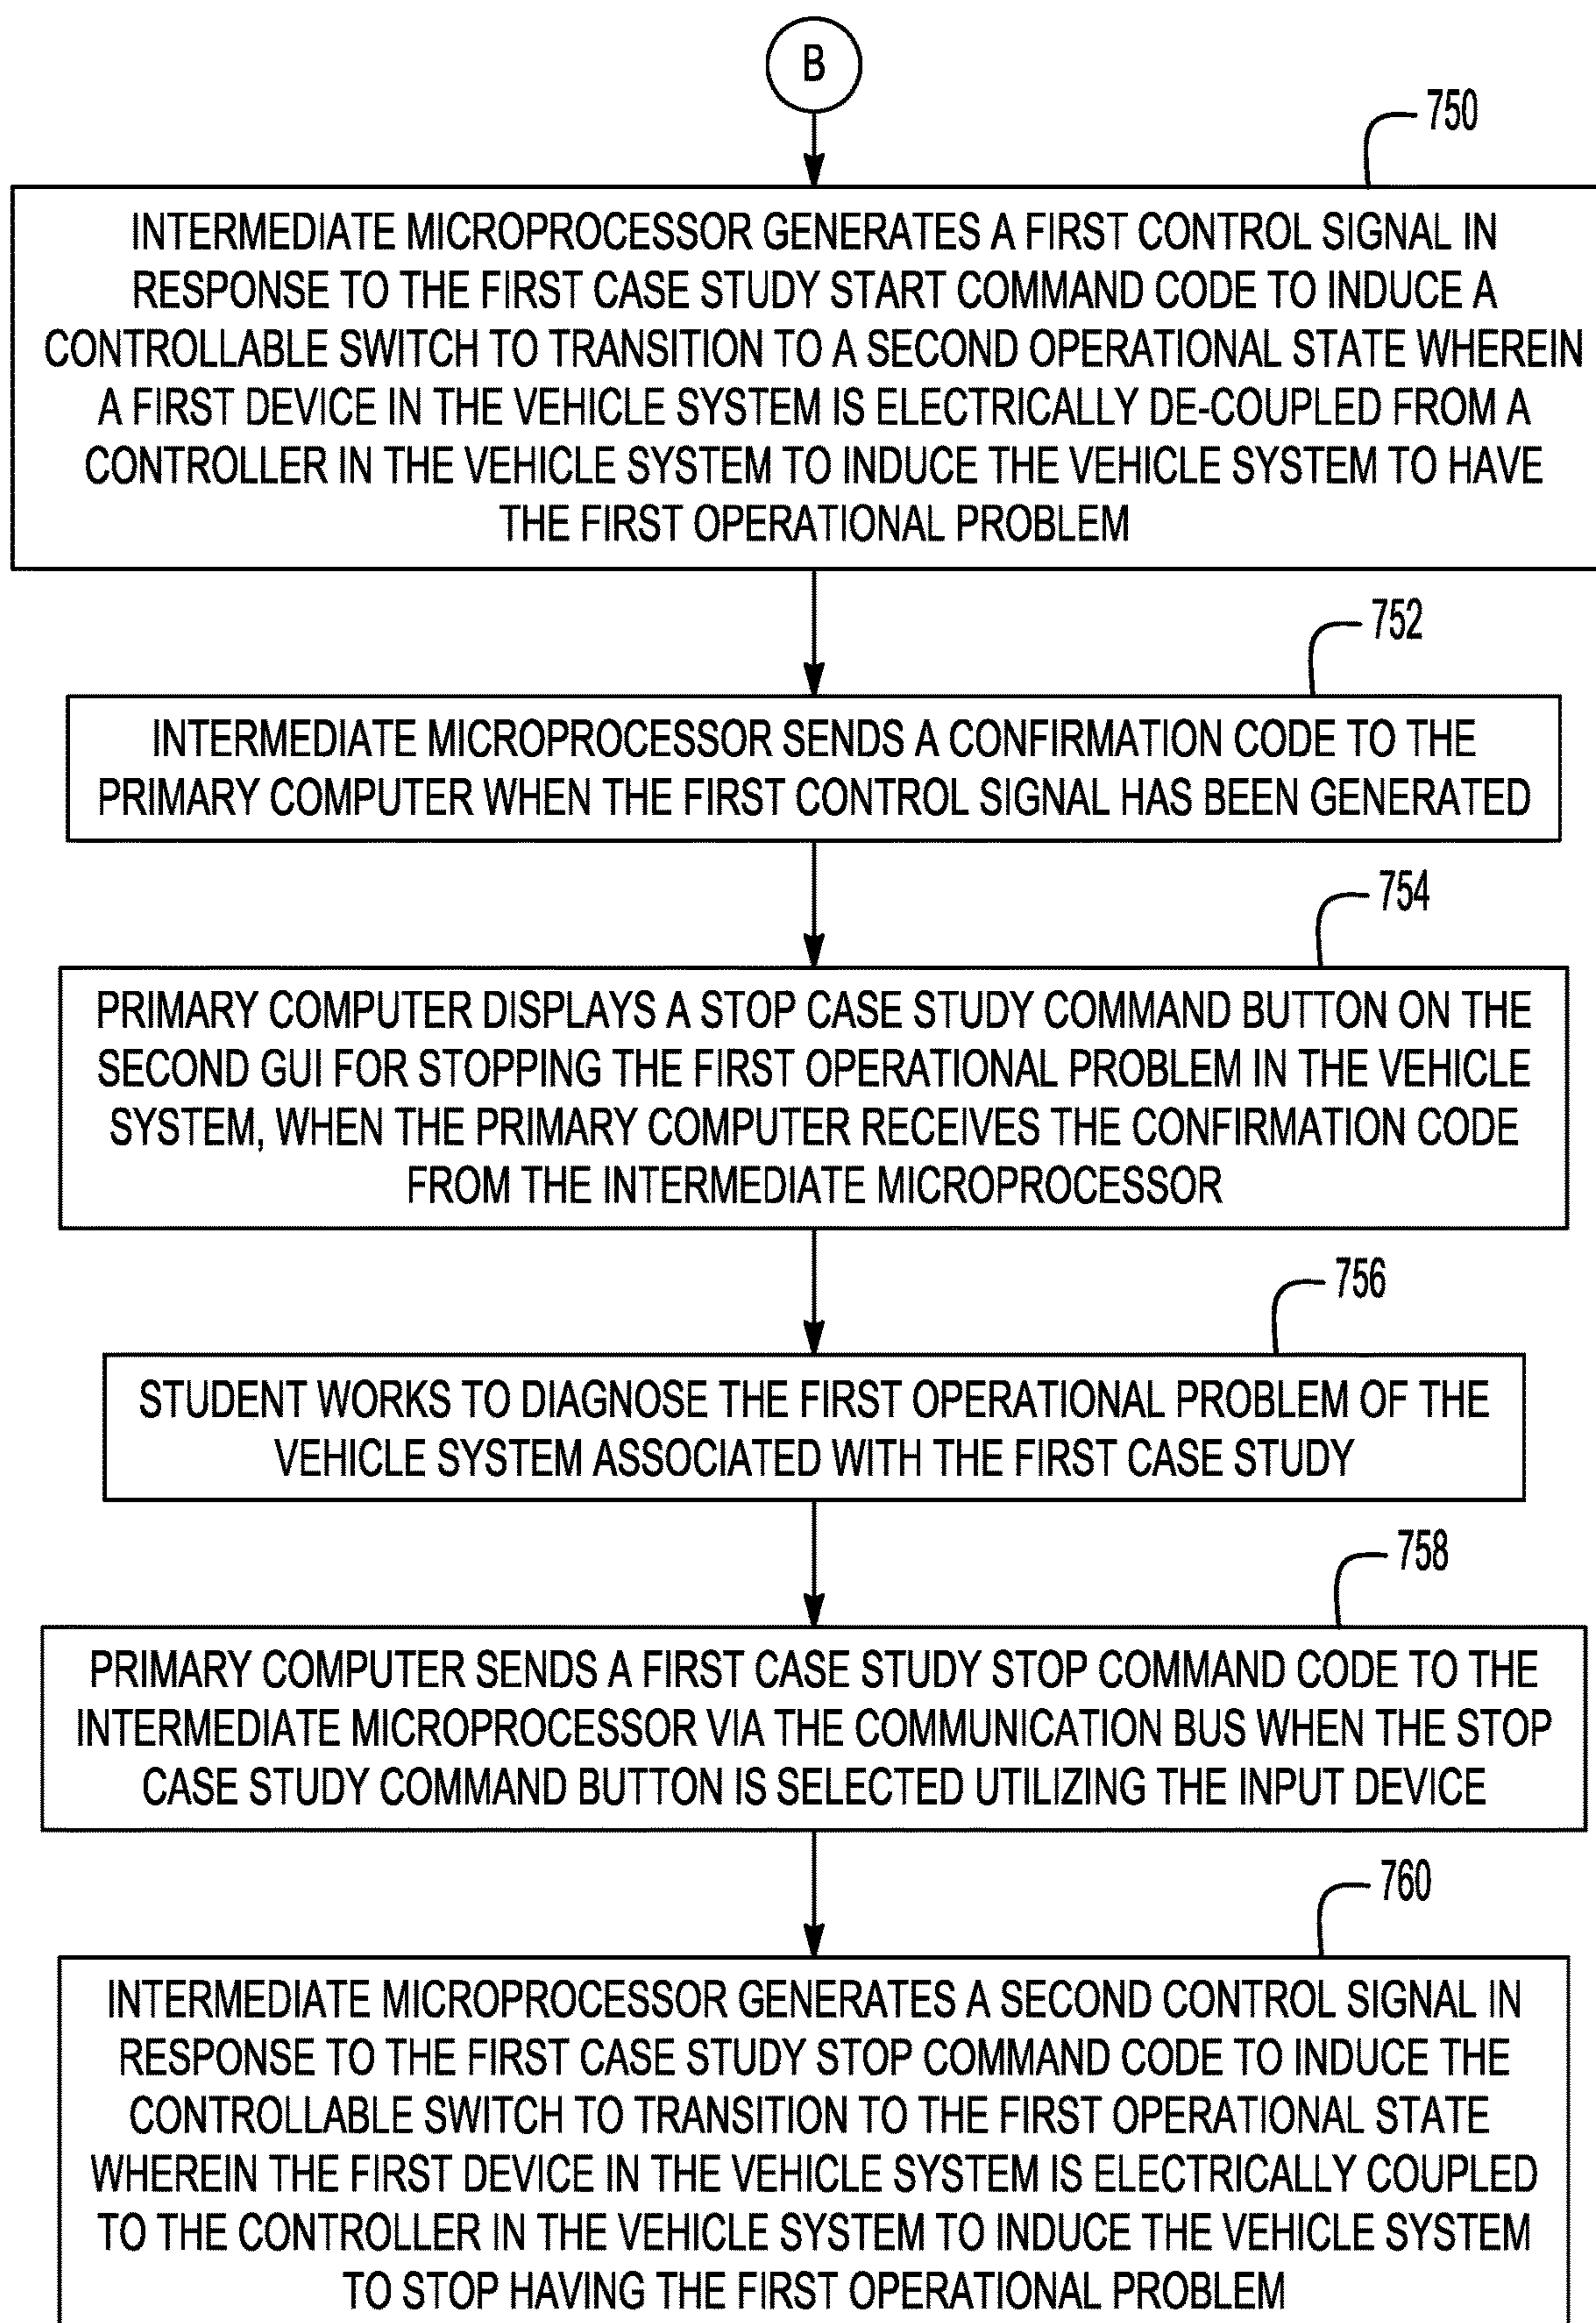 B
750
INTERMEDIATE MICROPROCESSOR GENERATES A FIRST CONTROL SIGNAL IN
RESPONSE TO THE FIRST CASE STUDY START COMMAND CODE TO INDUCE A
CONTROLLABLE SWITCH TO TRANSITION TO A SECOND OPERATIONAL STATE WHEREIN
A FIRST DEVICE IN THE VEHICLE SYSTEM IS ELECTRICALLY DE-COUPLED FROM A
CONTROLLER IN THE VEHICLE SYSTEM TO INDUCE THE VEHICLE SYSTEM TO HAVE
THE FIRST OPERATIONAL PROBLEM
752
INTERMEDIATE MICROPROCESSOR SENDS A CONFIRMATION CODE TO THE
PRIMARY COMPUTER WHEN THE FIRST CONTROL SIGNAL HAS BEEN GENERATED
754
PRIMARY COMPUTER DISPLAYS A STOP CASE STUDY COMMAND BUTTON ON THE
SECOND GUI FOR STOPPING THE FIRST OPERATIONAL PROBLEM IN THE VEHICLE
SYSTEM, WHEN THE PRIMARY COMPUTER RECEIVES THE CONFIRMATION CODE
FROM THE INTERMEDIATE MICROPROCESSOR
756
STUDENT WORKS TO DIAGNOSE THE FIRST OPERATIONAL PROBLEM OF THE
VEHICLE SYSTEM ASSOCIATED WITH THE FIRST CASE STUDY
758
PRIMARY COMPUTER SENDS A FIRST CASE STUDY STOP COMMAND CODE TO THE
INTERMEDIATE MICROPROCESSOR VIA THE COMMUNICATION BUS WHEN THE STOP
CASE STUDY COMMAND BUTTON IS SELECTED UTILIZING THE INPUT DEVICE
760
INTERMEDIATE MICROPROCESSOR GENERATES A SECOND CONTROL SIGNAL IN
RESPONSE TO THE FIRST CASE STUDY STOP COMMAND CODE TO INDUCE THE
CONTROLLABLE SWITCH TO TRANSITION TO THE FIRST OPERATIONAL STATE
WHEREIN THE FIRST DEVICE IN THE VEHICLE SYSTEM IS ELECTRICALLY COUPLED
TO THE CONTROLLER IN THE VEHICLE SYSTEM TO INDUCE THE VEHICLE SYSTEM
TO STOP HAVING THE FIRST OPERATIONAL PROBLEM